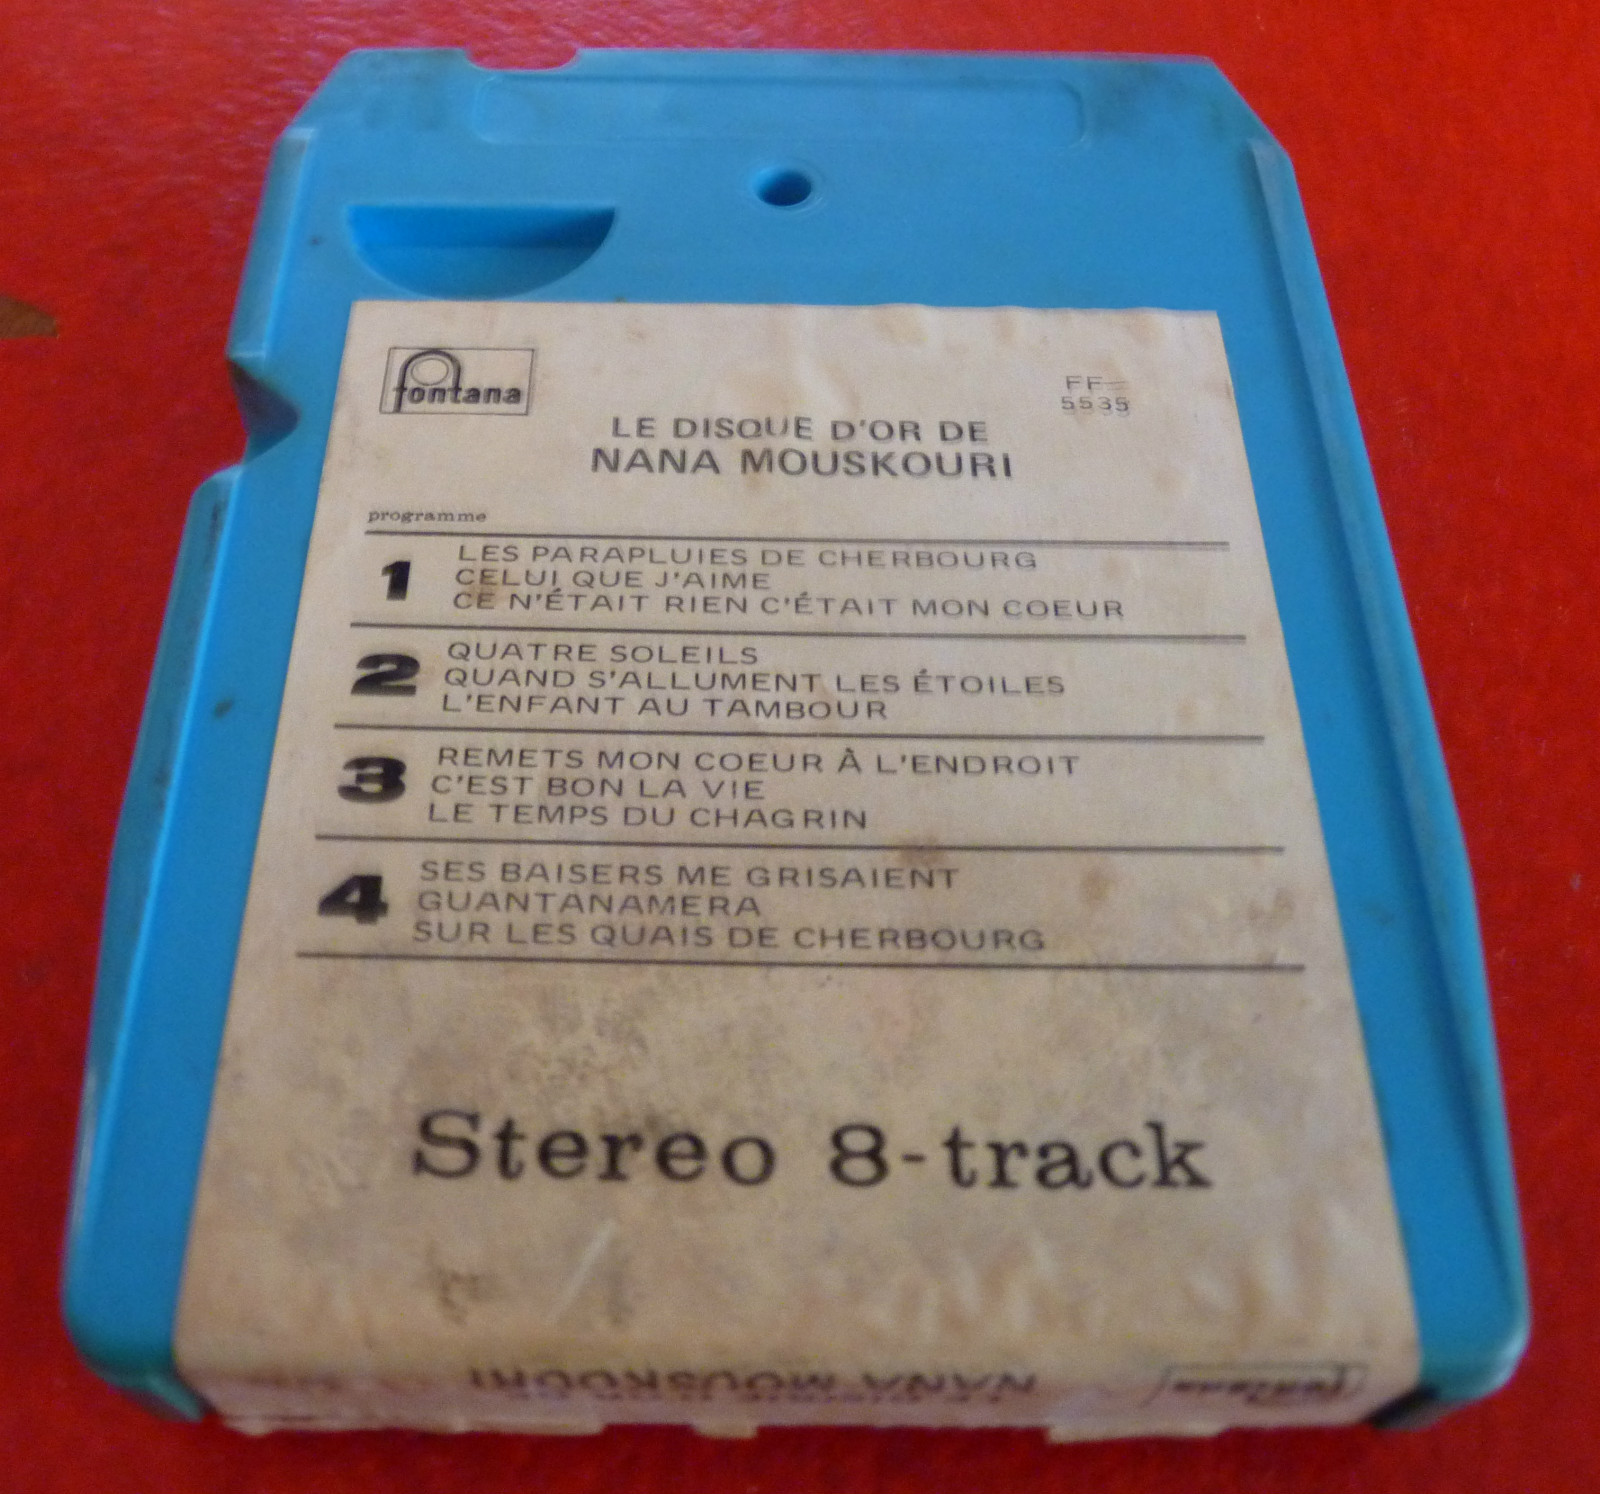 fontana
FF
5535
LE DISQUE D'OR DE
NANA MOUSKOURI
programme
1
LES PARAPLUIES DE CHERBOURG
CELUI QUE J'AIME
CE N'ÉTAIT RIEN C'ÉTAIT MON COEUR
2
QUATRE SOLEILS
QUAND S'ALLUMENT LES ÉTOILES
L'ENFANT AU TAMBOUR
3
REMETS MON COEUR À L'ENDROIT
C'EST BON LA VIE
LE TEMPS DU CHAGRIN
4
SES BAISERS ME GRISAIENT
GUANTANAMERA
SUR LES QUAIS DE CHERBOURG
Stereo 8-track
NANA MOUSKOURI
fontana